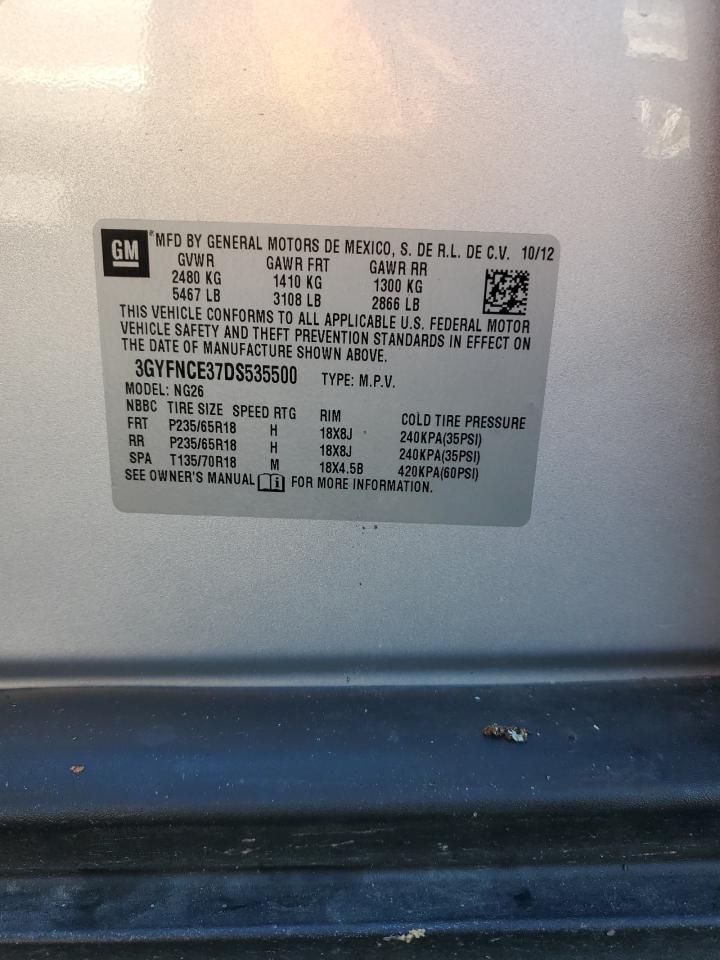 GM
*MFD BY GENERAL MOTORS DE MEXICO, S. DE R.L. DE C.V. 10/12
GVWR GAWR FRT GAWR RR
2480 KG 1410 KG 1300 KG
5467 LB 3108 LB 2866 LB
THIS VEHICLE CONFORMS TO ALL APPLICABLE U.S. FEDERAL MOTOR
VEHICLE SAFETY AND THEFT PREVENTION STANDARDS IN EFFECT ON
THE DATE OF MANUFACTURE SHOWN ABOVE.
3GYFNCE37DS535500 TYPE: M.P.V.
MODEL: NG26
NBBC TIRE SIZE SPEED RTG RIM COLD TIRE PRESSURE
FRT P235/65R18 H 18X8J 240KPA(35PSI)
RR P235/65R18 H 18X8J 240KPA(35PSI)
SPA T135/70R18 M 18X4.5B 420KPA(60PSI)
SEE OWNER'S MANUAL i FOR MORE INFORMATION.